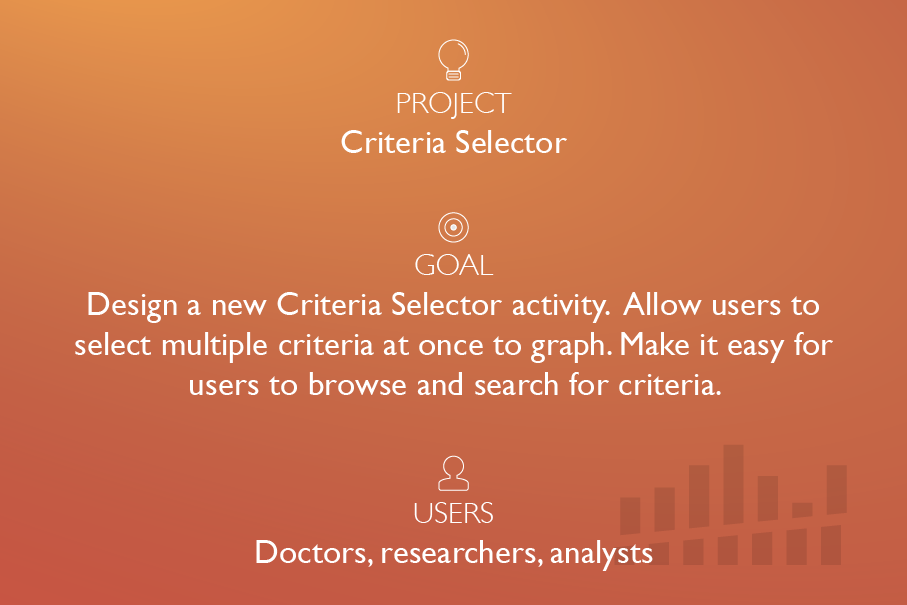 PROJECT
Criteria Selector
GOAL
Design a new Criteria Selector activity.  Allow users to
select multiple criteria at once to graph. Make it easy for
users to browse and search for criteria.
USERS
Doctors, researchers, analysts